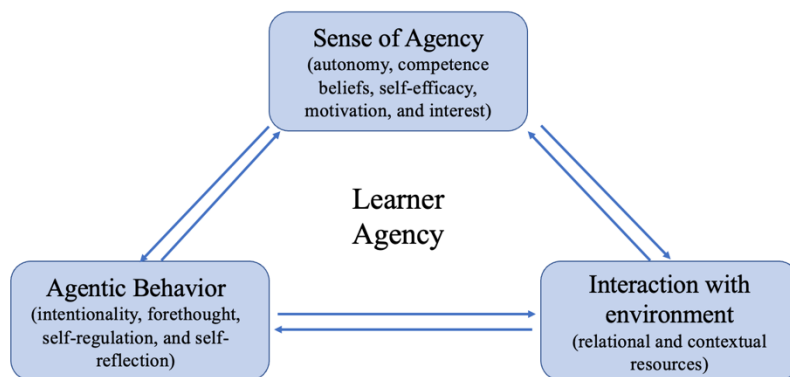 Sense of Agency
(autonomy, competence
beliefs, self-efficacy,
motivation, and interest)
Learner
Agency
Agentic Behavior
(intentionality, forethought,
self-regulation, and self-
reflection)
Interaction with
environment
(relational and contextual
resources)